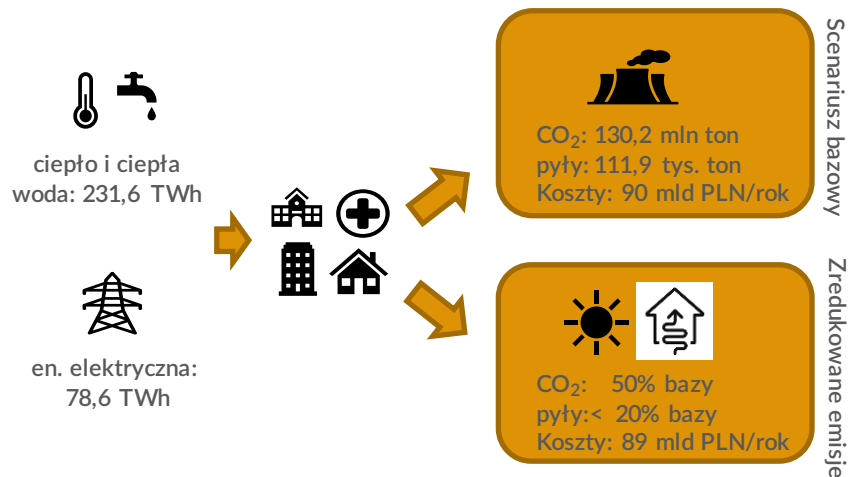 ciepło i ciepła
woda: 231,6 TWh
en. elektryczna:
78,6 TWh
CO₂: 130,2 mln ton
pyły: 111,9 tys. ton
Koszty: 90 mld PLN/rok
Scenariusz bazowy
CO₂: 50% bazy
pyły:< 20% bazy
Koszty: 89 mld PLN/rok
Zredukowane emisje